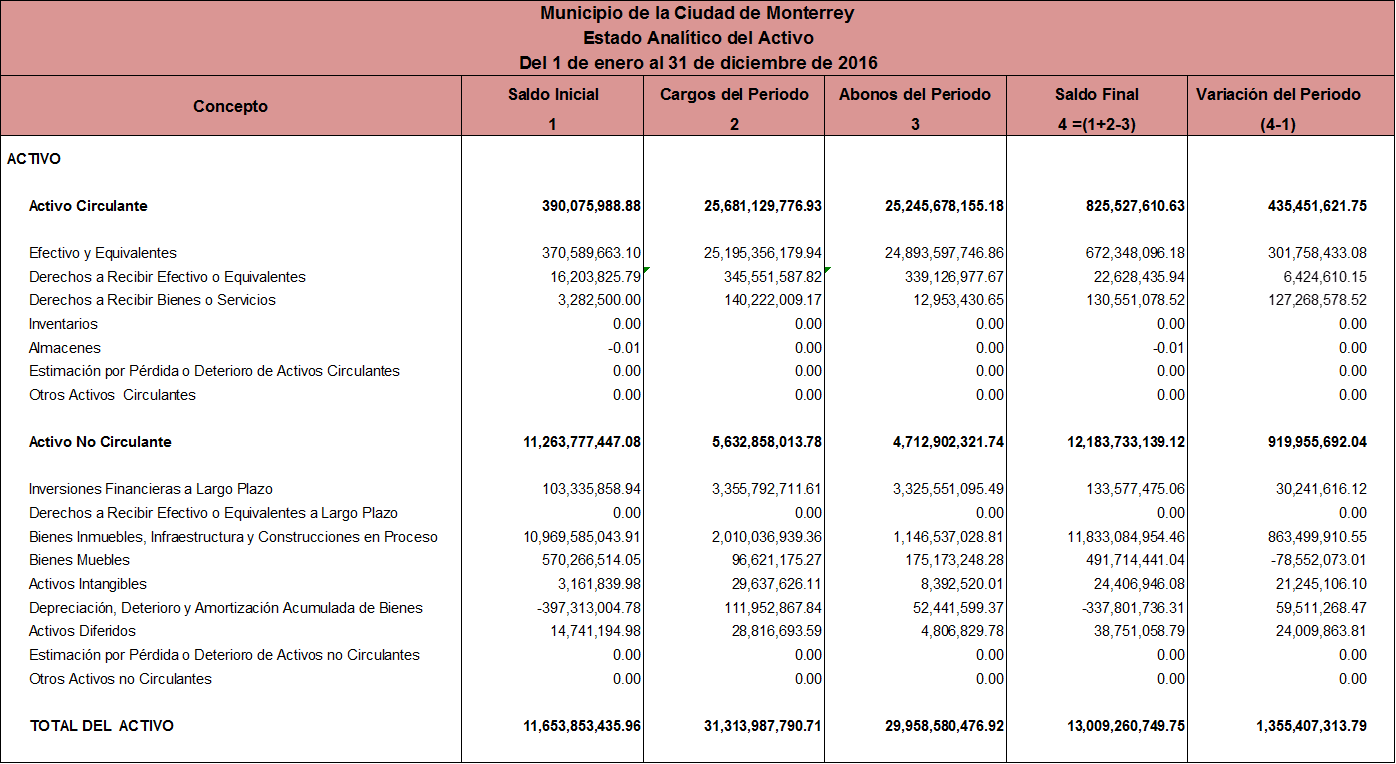 Municipio de la Ciudad de Monterrey
Estado Analítico del Activo
Del 1 de enero al 31 de diciembre de 2016
Concepto Saldo Inicial Cargos del Periodo Abonos del Periodo Saldo Final Variación del Periodo
1 2 3 4 =(1+2-3) (4-1)
ACTIVO
Activo Circulante 390,075,988.88 25,681,129,776.93 25,245,678,155.18 825,527,610.63 435,451,621.75
Efectivo y Equivalentes 370,589,663.10 25,195,356,179.94 24,893,597,746.86 672,348,096.18 301,758,433.08
Derechos a Recibir Efectivo o Equivalentes 16,203,825.79 345,551,587.82 339,126,977.67 22,628,435.94 6,424,610.15
Derechos a Recibir Bienes o Servicios 3,282,500.00 140,222,009.17 12,953,430.65 130,551,078.52 127,268,578.52
Inventarios 0.00 0.00 0.00 0.00 0.00
Almacenes -0.01 0.00 0.00 -0.01 0.00
Estimación por Pérdida o Deterioro de Activos Circulantes 0.00 0.00 0.00 0.00 0.00
Otros Activos  Circulantes 0.00 0.00 0.00 0.00 0.00
Activo No Circulante 11,263,777,447.08 5,632,858,013.78 4,712,902,321.74 12,183,733,139.12 919,955,692.04
Inversiones Financieras a Largo Plazo 103,335,858.94 3,355,792,711.61 3,325,551,095.49 133,577,475.06 30,241,616.12
Derechos a Recibir Efectivo o Equivalentes a Largo Plazo 0.00 0.00 0.00 0.00 0.00
Bienes Inmuebles, Infraestructura y Construcciones en Proceso 10,969,585,043.91 2,010,036,939.36 1,146,537,028.81 11,833,084,954.46 863,499,910.55
Bienes Muebles 570,266,514.05 96,621,175.27 175,173,248.28 491,714,441.04 -78,552,073.01
Activos Intangibles 3,161,839.98 29,637,626.11 8,392,520.01 24,406,946.08 21,245,106.10
Depreciación, Deterioro y Amortización Acumulada de Bienes -397,313,004.78 111,952,867.84 52,441,599.37 -337,801,736.31 59,511,268.47
Activos Diferidos 14,741,194.98 28,816,693.59 4,806,829.78 38,751,058.79 24,009,863.81
Estimación por Pérdida o Deterioro de Activos no Circulantes 0.00 0.00 0.00 0.00 0.00
Otros Activos no Circulantes 0.00 0.00 0.00 0.00 0.00
TOTAL DEL  ACTIVO 11,653,853,435.96 31,313,987,790.71 29,958,580,476.92 13,009,260,749.75 1,355,407,313.79